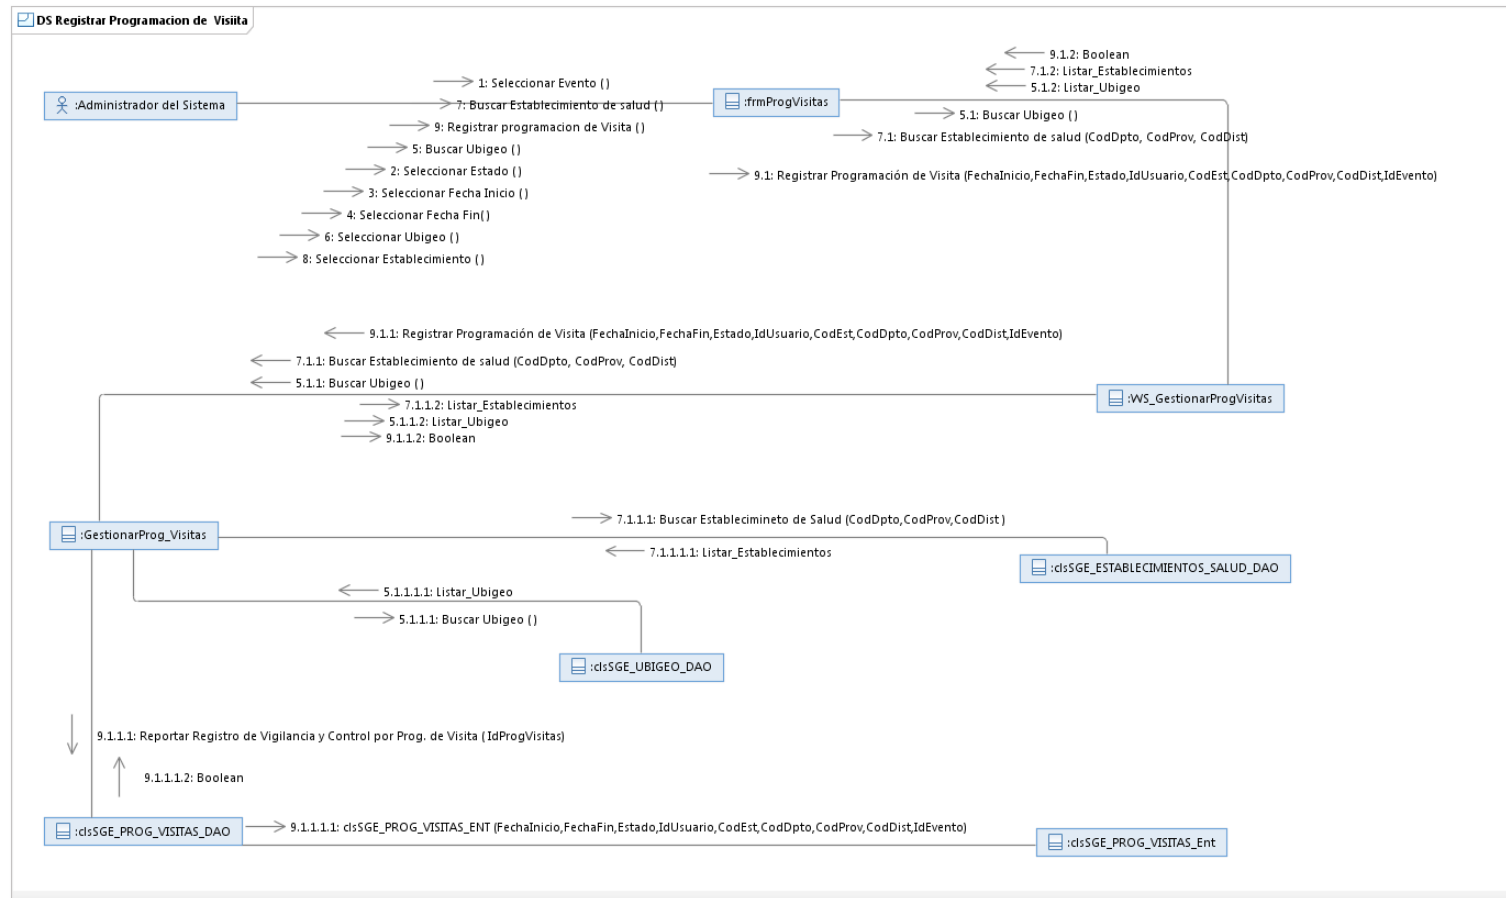 DS Registrar Programacion de Visiita
9.1.2: Boolean
7.1.2: Listar_Establecimientos
5.1.2: Listar_Ubigeo
1: Seleccionar Evento ( )
:Administrador del Sistema
7: Buscar Establecimiento de salud ( )
:frmProgVisitas
5.1: Buscar Ubigeo ( )
9: Registrar programacion de Visita ( )
7.1: Buscar Establecimiento de salud (CodDpto, CodProv, CodDist)
5: Buscar Ubigeo ( )
2: Seleccionar Estado ( )
9.1: Registrar Programación de Visita (FechaInicio,FechaFin,Estado,IdUsuario,CodEst,CodDpto,CodProv,CodDist,IdEvento)
3: Seleccionar Fecha Inicio ( )
4: Seleccionar Fecha Fin( )
6: Seleccionar Ubigeo ( )
8: Seleccionar Establecimiento ( )
9.1.1: Registrar Programación de Visita (FechaInicio,FechaFin,Estado,IdUsuario,CodEst,CodDpto,CodProv,CodDist,IdEvento)
7.1.1: Buscar Establecimiento de salud (CodDpto, CodProv, CodDist)
5.1.1: Buscar Ubigeo ( )
:WS_GestionarProgVisitas
7.1.1.2: Listar_Establecimientos
5.1.1.2: Listar_Ubigeo
9.1.1.2: Boolean
7.1.1.1: Buscar Establecimineto de Salud (CodDpto,CodProv,CodDist )
:GestionarProg_Visitas
7.1.1.1.1: Listar_Establecimientos
:clsSGE_ESTABLECIMIENTOS_SALUD_DAO
5.1.1.1.1: Listar_Ubigeo
5.1.1.1: Buscar Ubigeo ( )
:clsSGE_UBIGEO_DAO
9.1.1.1: Reportar Registro de Vigilancia y Control por Prog. de Visita ( IdProgVisitas)
9.1.1.1.2: Boolean
:clsSGE_PROG_VISITAS_DAO
9.1.1.1.1: clsSGE_PROG_VISITAS_ENT (FechaInicio,FechaFin,Estado,IdUsuario,CodEst,CodDpto,CodProv,CodDist,IdEvento)
:clsSGE_PROG_VISITAS_Ent